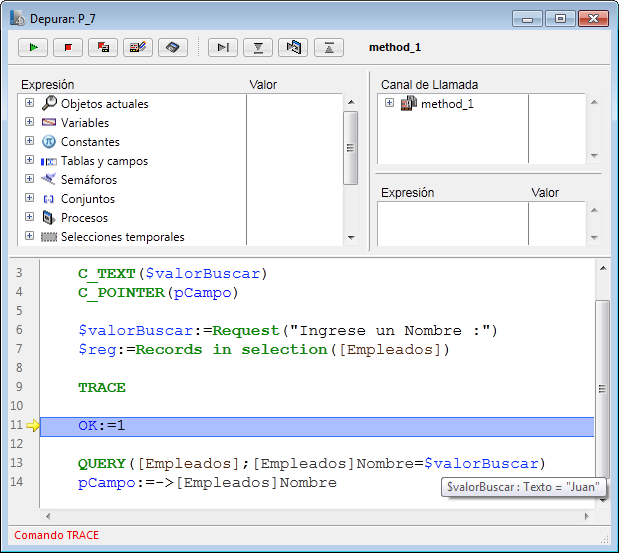 Depurar: P_7
method_1
Expresión Valor
Objetos actuales
Variables
Constantes
Tablas y campos
Semáforos
Conjuntos
Procesos
Selecciones temporales
Canal de Llamada
method_1
Expresión Valor
3 C_TEXT($valorBuscar)
4 C_POINTER(pCampo)
5
6 $valorBuscar:=Request("Ingrese un Nombre :")
7 $reg:=Records in selection([Empleados])
8
9 TRACE
10
11 OK:=1
12
13 QUERY([Empleados];[Empleados]Nombre=$valorBuscar)
14 pCampo:=->[Empleados]Nombre
$valorBuscar : Texto = "Juan"
Comando TRACE